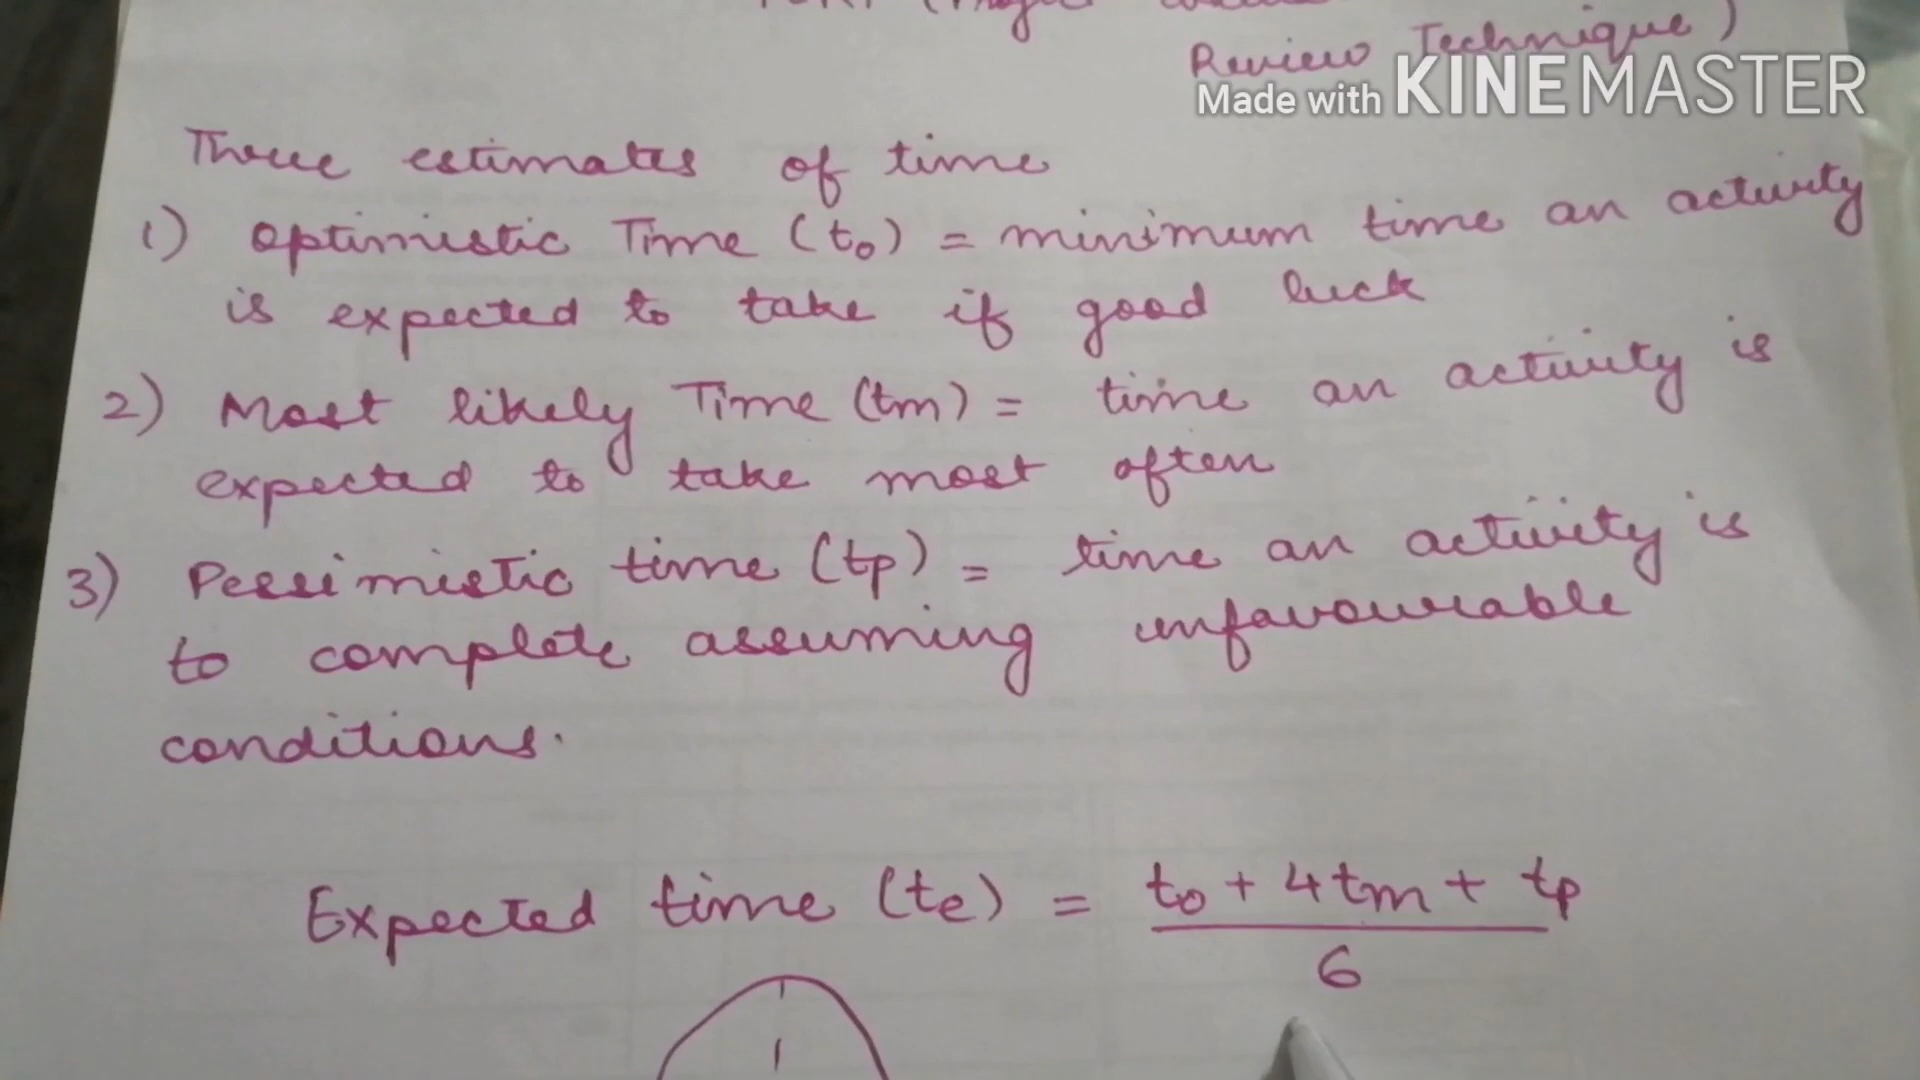 Review Technique)
Made with KINEMASTER
Three estimates of time
1) Optimistic Time (to) = minimum time an activity
is expected to take if good luck
2) Most likely Time (tm) = time an activity is
expected to take most often
3) Pessimistic time (tp) = time an activity is
to complete assuming unfavourable
conditions.
Expected time (te) = to + 4tm + tp
6